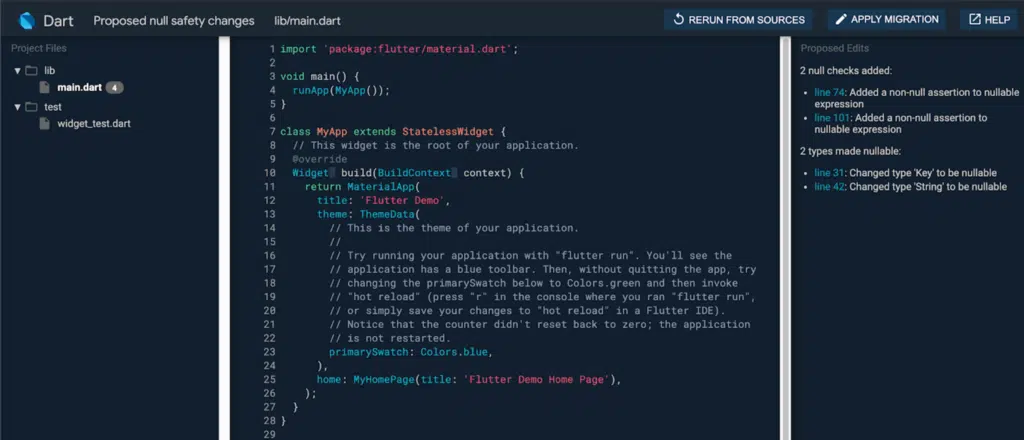 Dart Proposed null safety changes lib/main.dart RERUN FROM SOURCES APPLY MIGRATION HELP
Project Files
lib
main.dart 4
test
widget_test.dart
1 import 'package:flutter/material.dart';
2
3 void main() {
4 runApp(MyApp());
5 }
6
7 class MyApp extends StatelessWidget {
8 // This widget is the root of your application.
9 @override
10 Widget build(BuildContext context) {
11 return MaterialApp(
12 title: 'Flutter Demo',
13 theme: ThemeData(
14 // This is the theme of your application.
15 //
16 // Try running your application with "flutter run". You'll see the
17 // application has a blue toolbar. Then, without quitting the app, try
18 // changing the primarySwatch below to Colors.green and then invoke
19 // "hot reload" (press "r" in the console where you ran "flutter run",
20 // or simply save your changes to "hot reload" in a Flutter IDE).
21 // Notice that the counter didn't reset back to zero; the application
22 // is not restarted.
23 primarySwatch: Colors.blue,
24 ),
25 home: MyHomePage(title: 'Flutter Demo Home Page'),
26 );
27 }
28 }
29
Proposed Edits
2 null checks added:
line 74: Added a non-null assertion to nullable
expression
line 101: Added a non-null assertion to
nullable expression
2 types made nullable:
line 31: Changed type 'Key' to be nullable
line 42: Changed type 'String' to be nullable